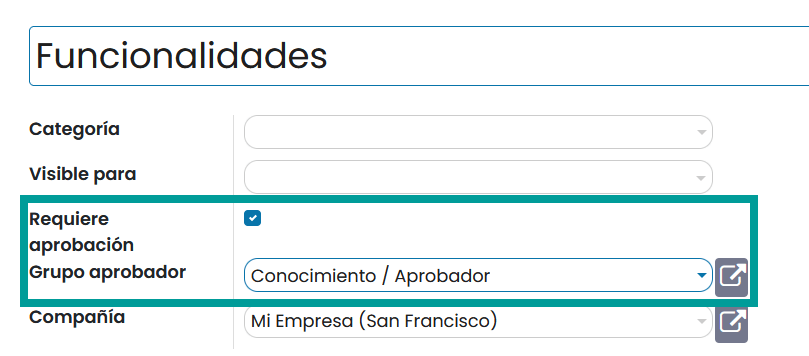 Funcionalidades
Categoría
Visible para
Requiere
aprobación
Grupo aprobador Conocimiento / Aprobador
Compañía Mi Empresa (San Francisco)